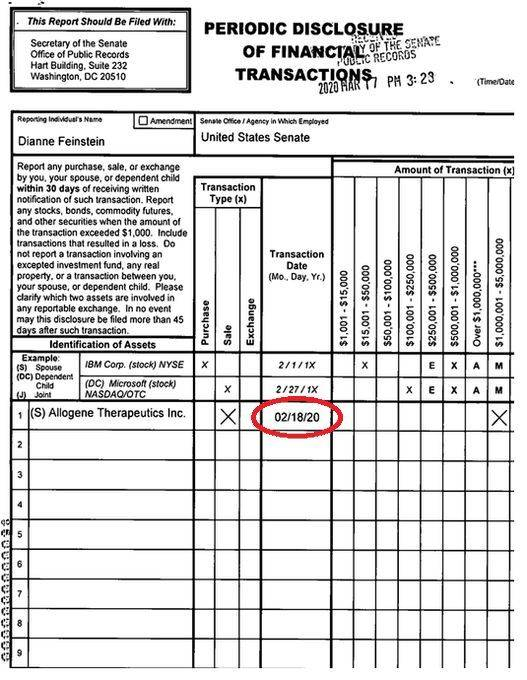 This Report Should Be Filed With:
Secretary of the Senate
Office of Public Records
Hart Building, Suite 232
Washington, DC 20510
PERIODIC DISCLOSURE
OF FINANCIAL
TRANSACTIONS
OF THE SENATE
PUBLIC RECORDS
2020 MAR 17 PM 3:23
(Time/Date
Reporting Individual's Name
Amendment
Senate Office / Agency in Which Employed
Dianne Feinstein
United States Senate
Report any purchase, sale, or exchange
by you, your spouse, or dependent child
within 30 days of receiving written
notification of such transaction. Report
any stocks, bonds, commodity futures,
and other securities when the amount of
the transaction exceeded $1,000. Include
transactions that resulted in a loss. Do
not report a transaction involving an
excepted investment fund, any real
property, or a transaction between you,
your spouse, or dependent child. Please
clarify which two assets are involved in
any reportable exchange. In no event
may this disclosure be filed more than 45
days after such transaction.
Transaction
Type (x)
Purchase
Sale
Exchange
Transaction
Date
(Mo., Day, Yr.)
Amount of Transaction (x)
$1,001 - $15,000
$15,001 - $50,000
$50,001 - $100,000
$100,001 - $250,000
$250,001 - $500,000
$500,001 - $1,000,000
Over $1,000,000***
$1,000,001 - $5,000,000
Identification of Assets
Example:
(S) Spouse
(DC) Dependent
Child
(J) Joint
IBM Corp. (stock) NYSE X 2/1/1X X E X A M
(DC) Microsoft (stock)
NASDAQ/OTC X 2/27/1X X E X A M
1 (S) Allogene Therapeutics Inc. X 02/18/20 X
2
3
4
5
6
7
8
9